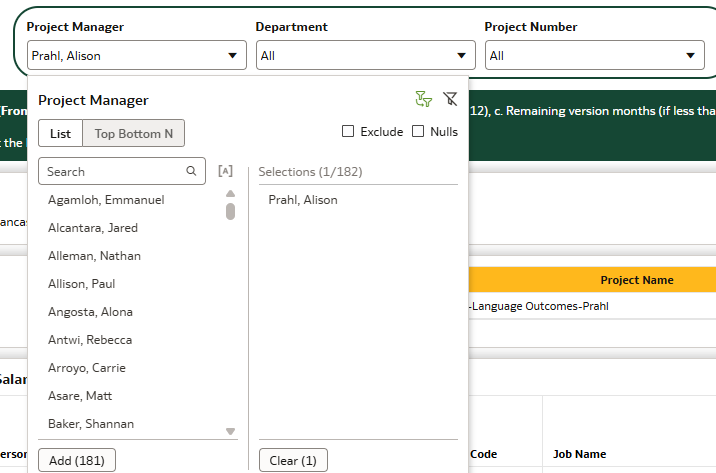 Project Manager
Department
Project Number
Prahl, Alison
All
All
Project Manager
(From
12), c. Remaining version months (if less tha
List
Top Bottom N
Exclude
Nulls
the
Search
[A]
Selections (1/182)
Agamloh, Emmanuel
Prahl, Alison
Alcantara, Jared
ancas
Alleman, Nathan
Allison, Paul
Project Name
Angosta, Alona
-Language Outcomes-Prahl
Antwi, Rebecca
Arroyo, Carrie
Salar
Asare, Matt
Baker, Shannan
erson
Code
Job Name
Add (181)
Clear (1)